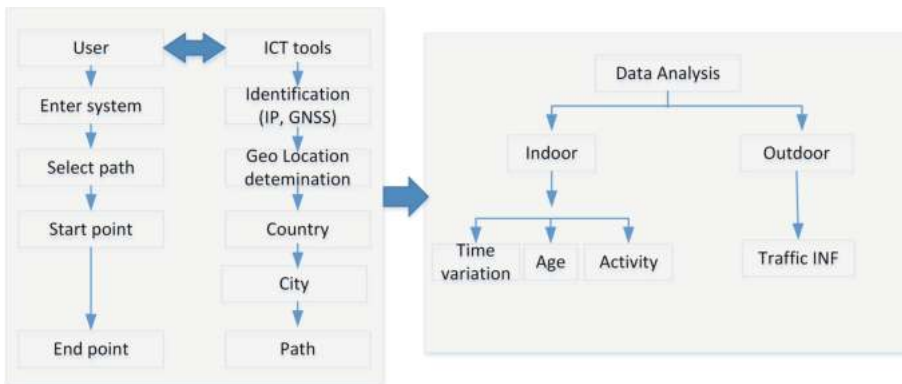 User
Enter system
Select path
Start point
End point
ICT tools
Identification
(IP, GNSS)
Geo Location
detemination
Country
City
Path
Data Analysis
Indoor
Outdoor
Time
variation
Age
Activity
Traffic INF